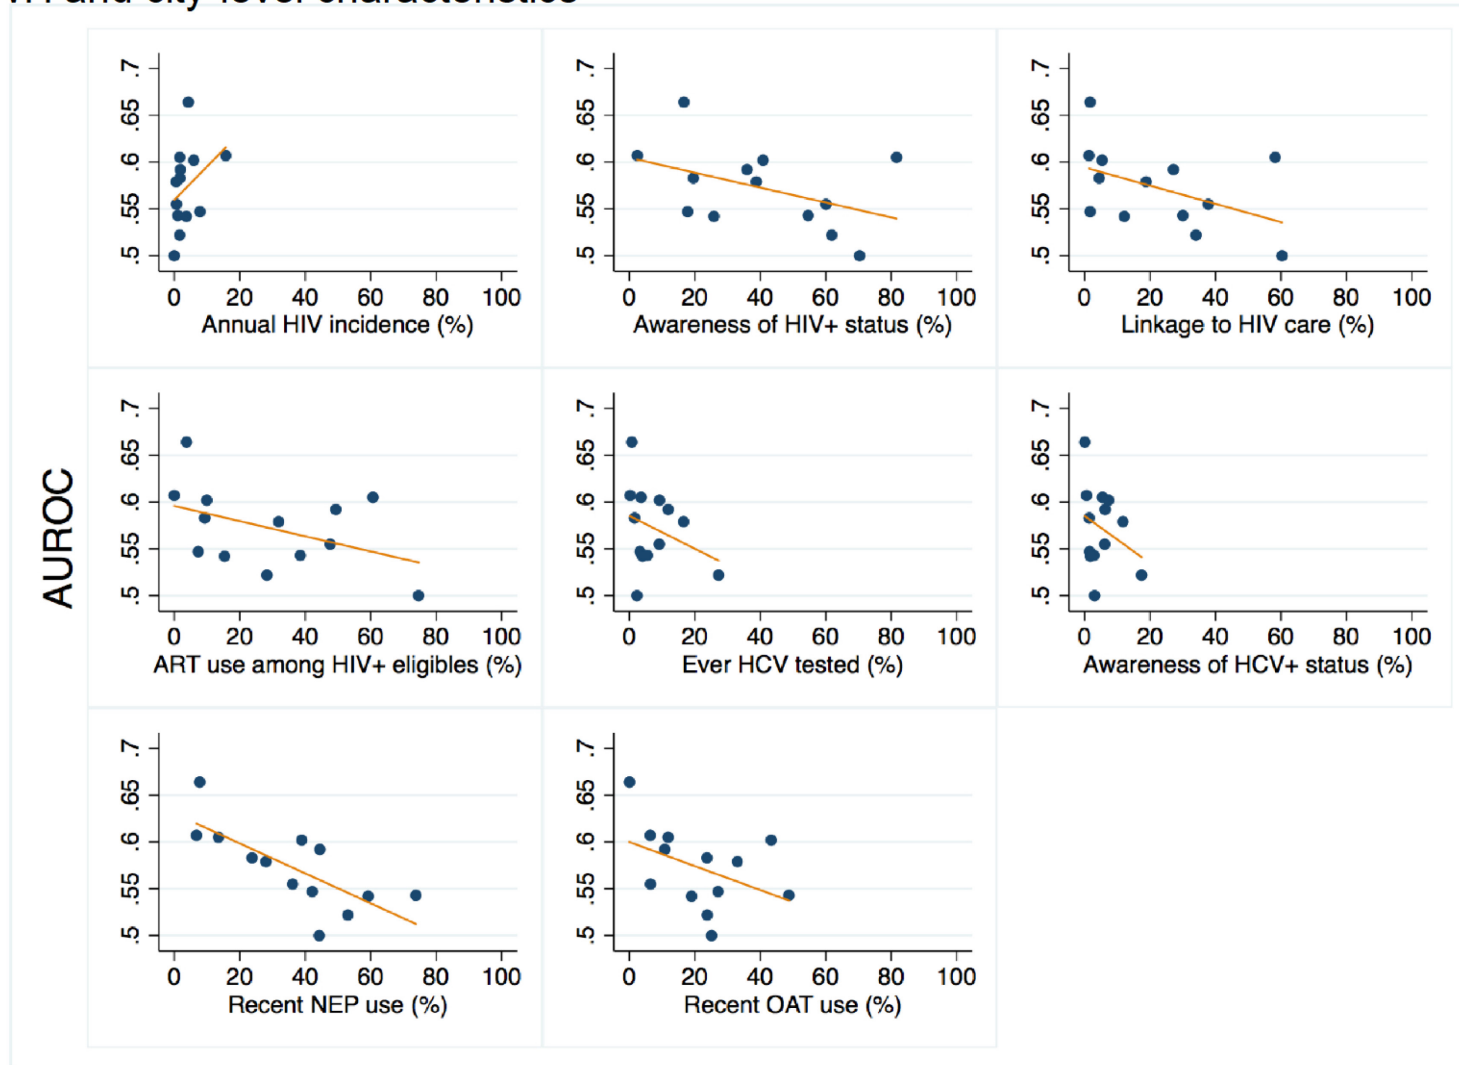 and city-level characteristics
.7
.65
.6
.55
.5
0 20 40 60 80 100
Annual HIV incidence (%)
.7
.65
.6
.55
.5
0 20 40 60 80 100
Awareness of HIV+ status (%)
.7
.65
.6
.55
.5
0 20 40 60 80 100
Linkage to HIV care (%)
AUROC
.7
.65
.6
.55
.5
0 20 40 60 80 100
ART use among HIV+ eligibles (%)
.7
.65
.6
.55
.5
0 20 40 60 80 100
Ever HCV tested (%)
.7
.65
.6
.55
.5
0 20 40 60 80 100
Awareness of HCV+ status (%)
.7
.65
.6
.55
.5
0 20 40 60 80 100
Recent NEP use (%)
.7
.65
.6
.55
.5
0 20 40 60 80 100
Recent OAT use (%)